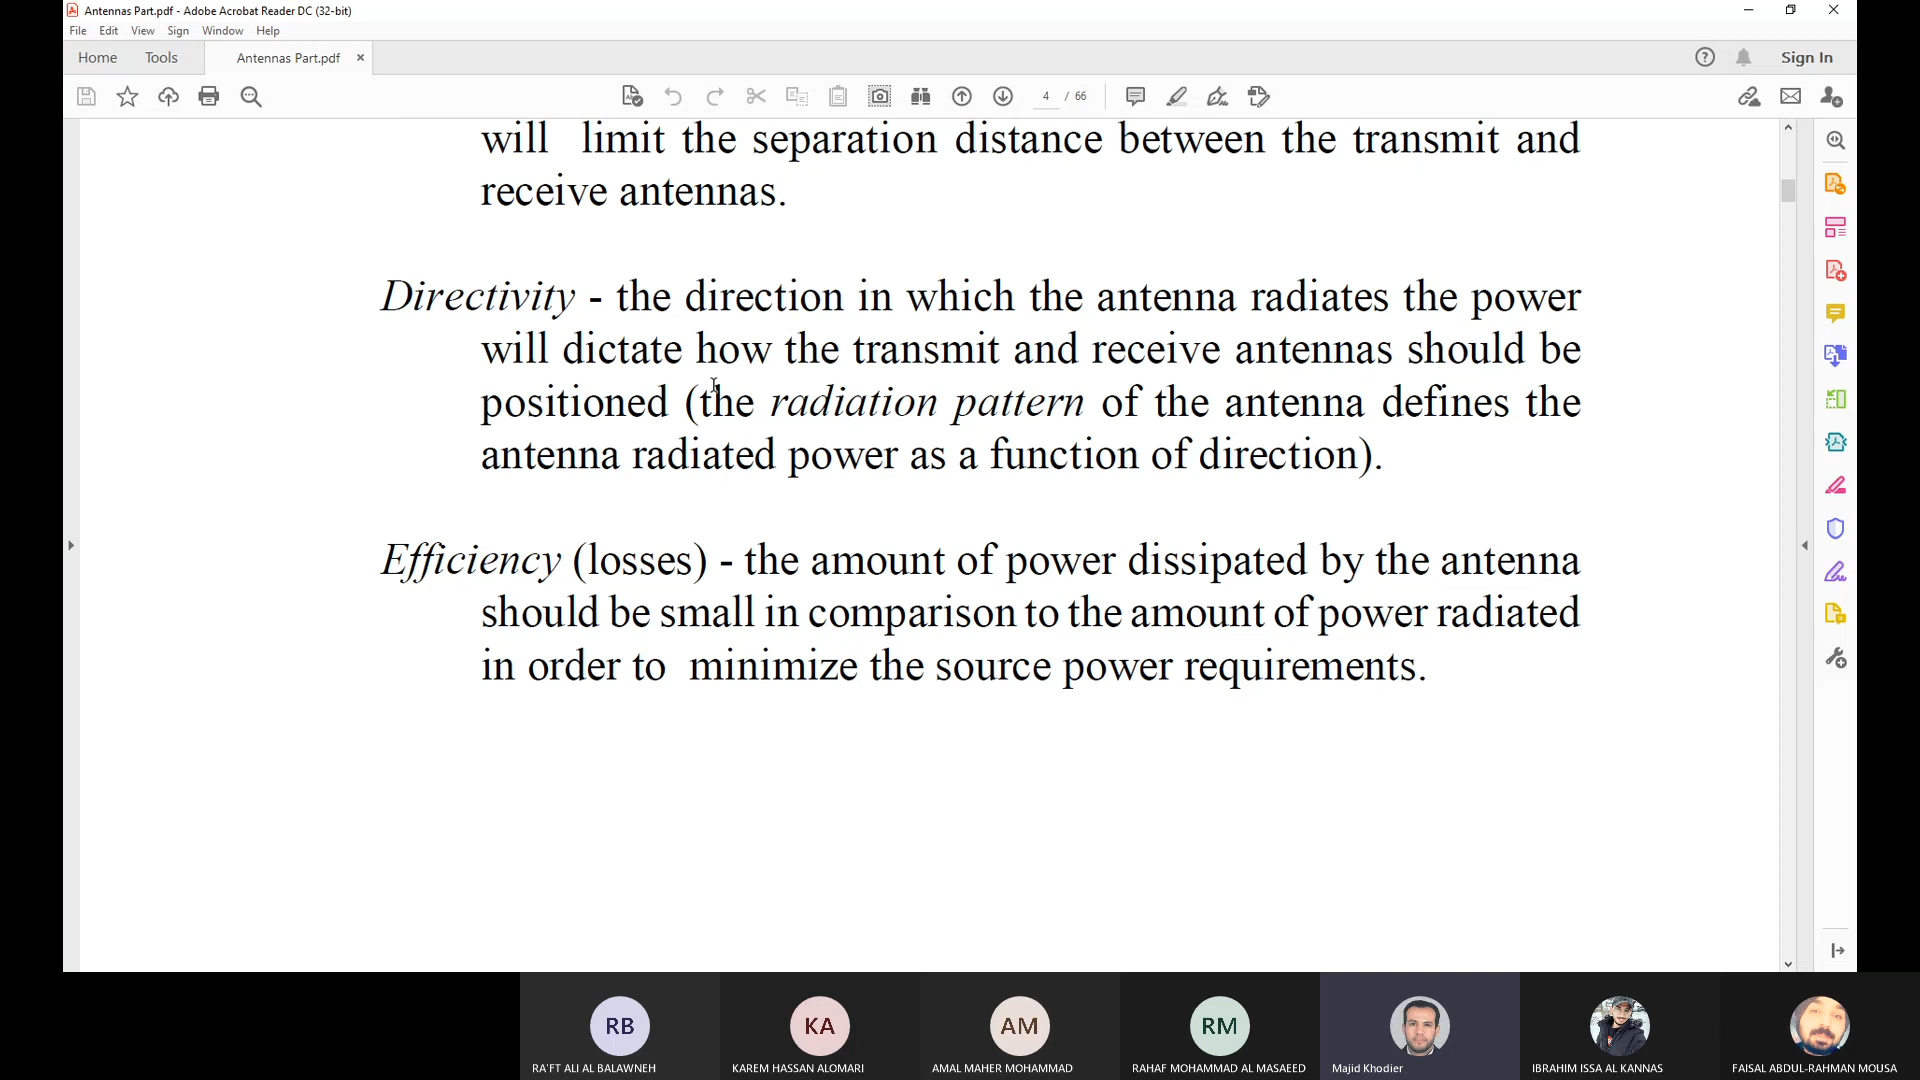 Antennas Part.pdf - Adobe Acrobat Reader DC (32-bit)
File Edit View Sign Window Help
Home Tools Antennas Part.pdf × Sign In
4 / 66
will limit the separation distance between the transmit and
receive antennas.
Directivity - the direction in which the antenna radiates the power
will dictate how the transmit and receive antennas should be
positioned (the radiation pattern of the antenna defines the
antenna radiated power as a function of direction).
Efficiency (losses) - the amount of power dissipated by the antenna
should be small in comparison to the amount of power radiated
in order to minimize the source power requirements.
RB KA AM RM
RA'FT ALI AL BALAWNEH KAREM HASSAN ALOMARI AMAL MAHER MOHAMMAD RAHAF MOHAMMAD AL MASAEED Majid Khodier IBRAHIM ISSA AL KANNAS FAISAL ABDUL-RAHMAN MOUSA